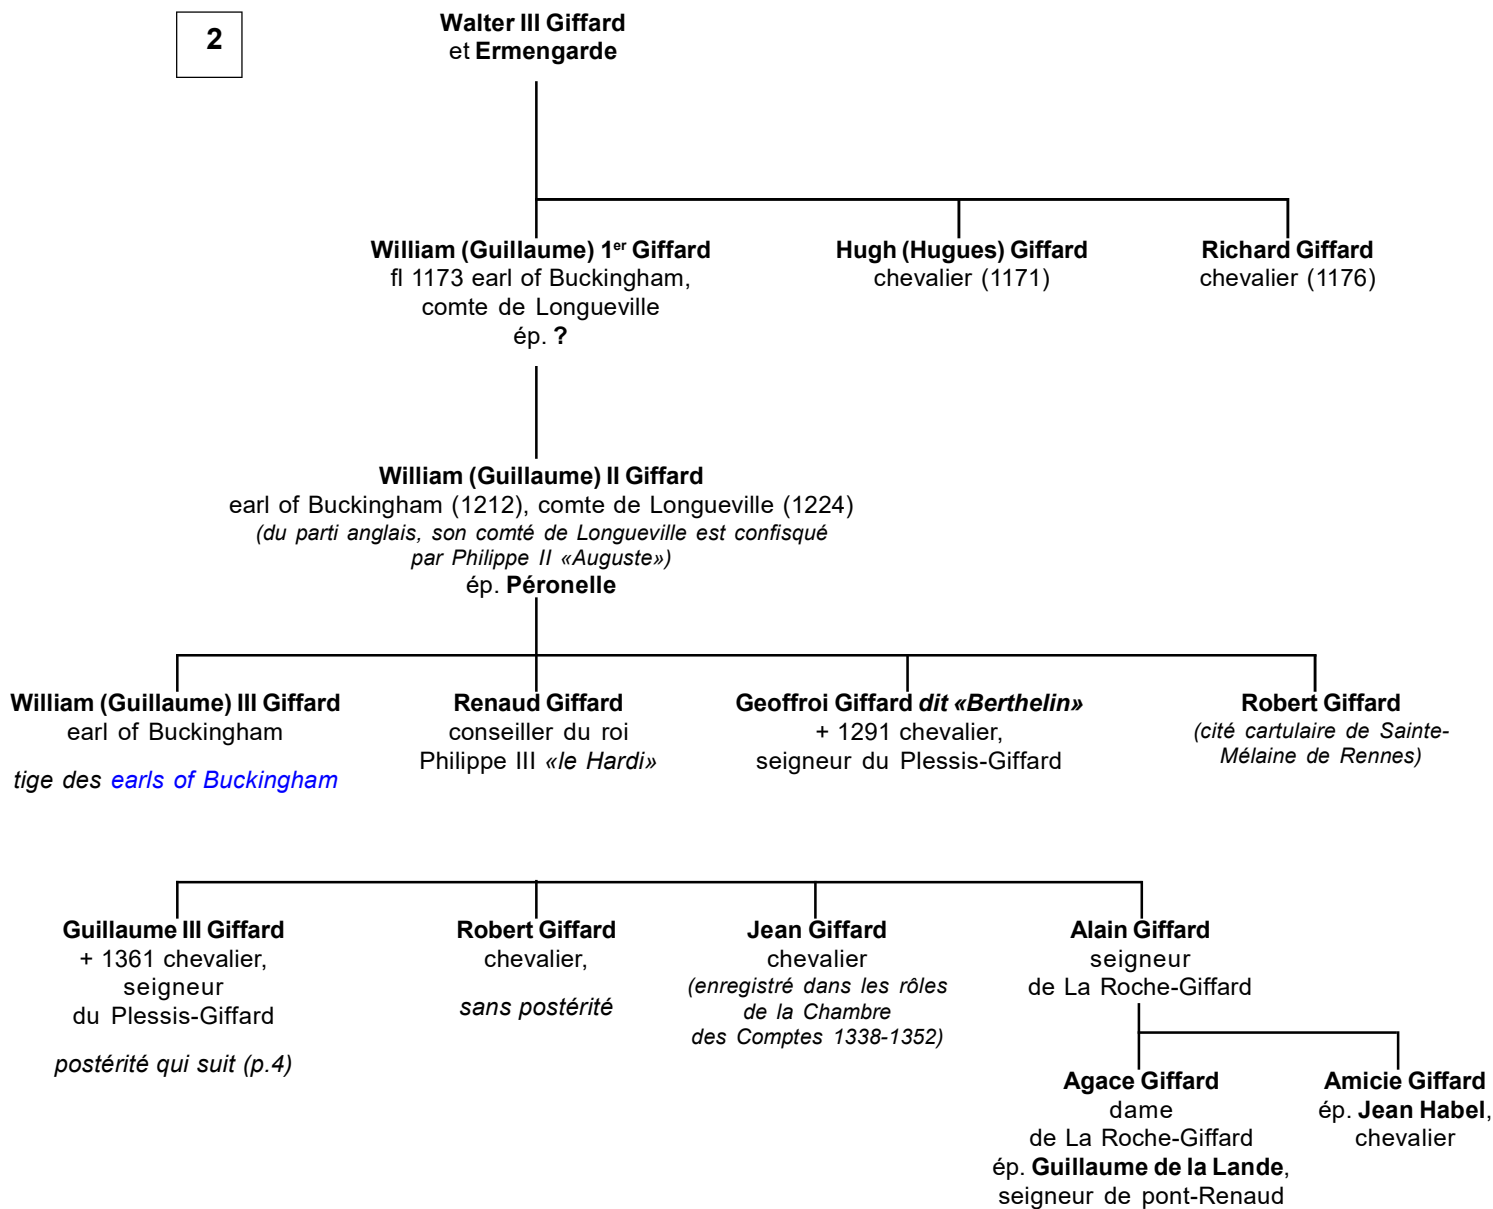 2
Walter III Giffard
et Ermengarde
William (Guillaume) 1er Giffard
fl 1173 earl of Buckingham,
comte de Longueville
ép. ?
Hugh (Hugues) Giffard
chevalier (1171)
Richard Giffard
chevalier (1176)
William (Guillaume) II Giffard
earl of Buckingham (1212), comte de Longueville (1224)
(du parti anglais, son comté de Longueville est confisqué
par Philippe II «Auguste»)
ép. Péronelle
William (Guillaume) III Giffard
earl of Buckingham
tige des earls of Buckingham
Renaud Giffard
conseiller du roi
Philippe III «le Hardi»
Geoffroi Giffard dit «Berthelin»
+ 1291 chevalier,
seigneur du Plessis-Giffard
Robert Giffard
(cité cartulaire de Sainte-
Mélaine de Rennes)
Guillaume III Giffard
+ 1361 chevalier,
seigneur
du Plessis-Giffard
postérité qui suit (p.4)
Robert Giffard
chevalier,
sans postérité
Jean Giffard
chevalier
(enregistré dans les rôles
de la Chambre
des Comptes 1338-1352)
Alain Giffard
seigneur
de La Roche-Giffard
Agace Giffard
dame
de La Roche-Giffard
ép. Guillaume de la Lande,
seigneur de pont-Renaud
Amicie Giffard
ép. Jean Habel,
chevalier